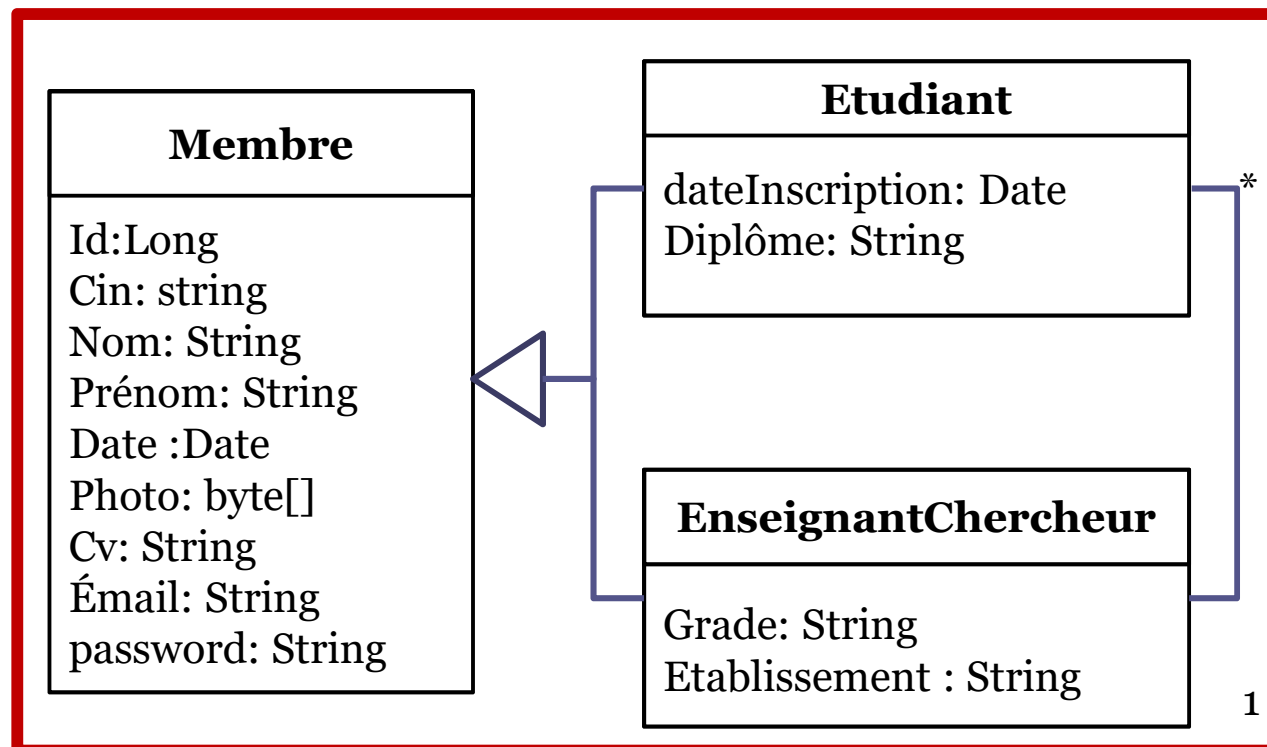 Membre
Id:Long
Cin: string
Nom: String
Prénom: String
Date :Date
Photo: byte[]
Cv: String
Émail: String
password: String
Etudiant
dateInscription: Date
Diplôme: String
*
EnseignantChercheur
Grade: String
Etablissement : String
1